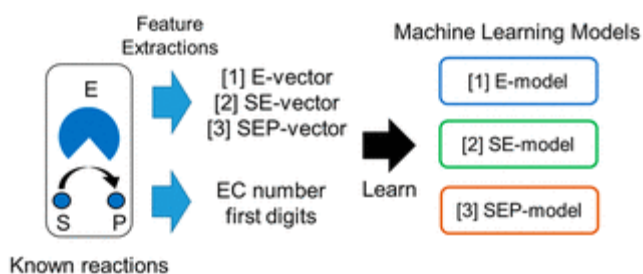 Feature
Extractions
Machine Learning Models
E
[1] E-vector
[2] SE-vector
[3] SEP-vector
[1] E-model
[2] SE-model
[3] SEP-model
Learn
EC number
first digits
S P
Known reactions